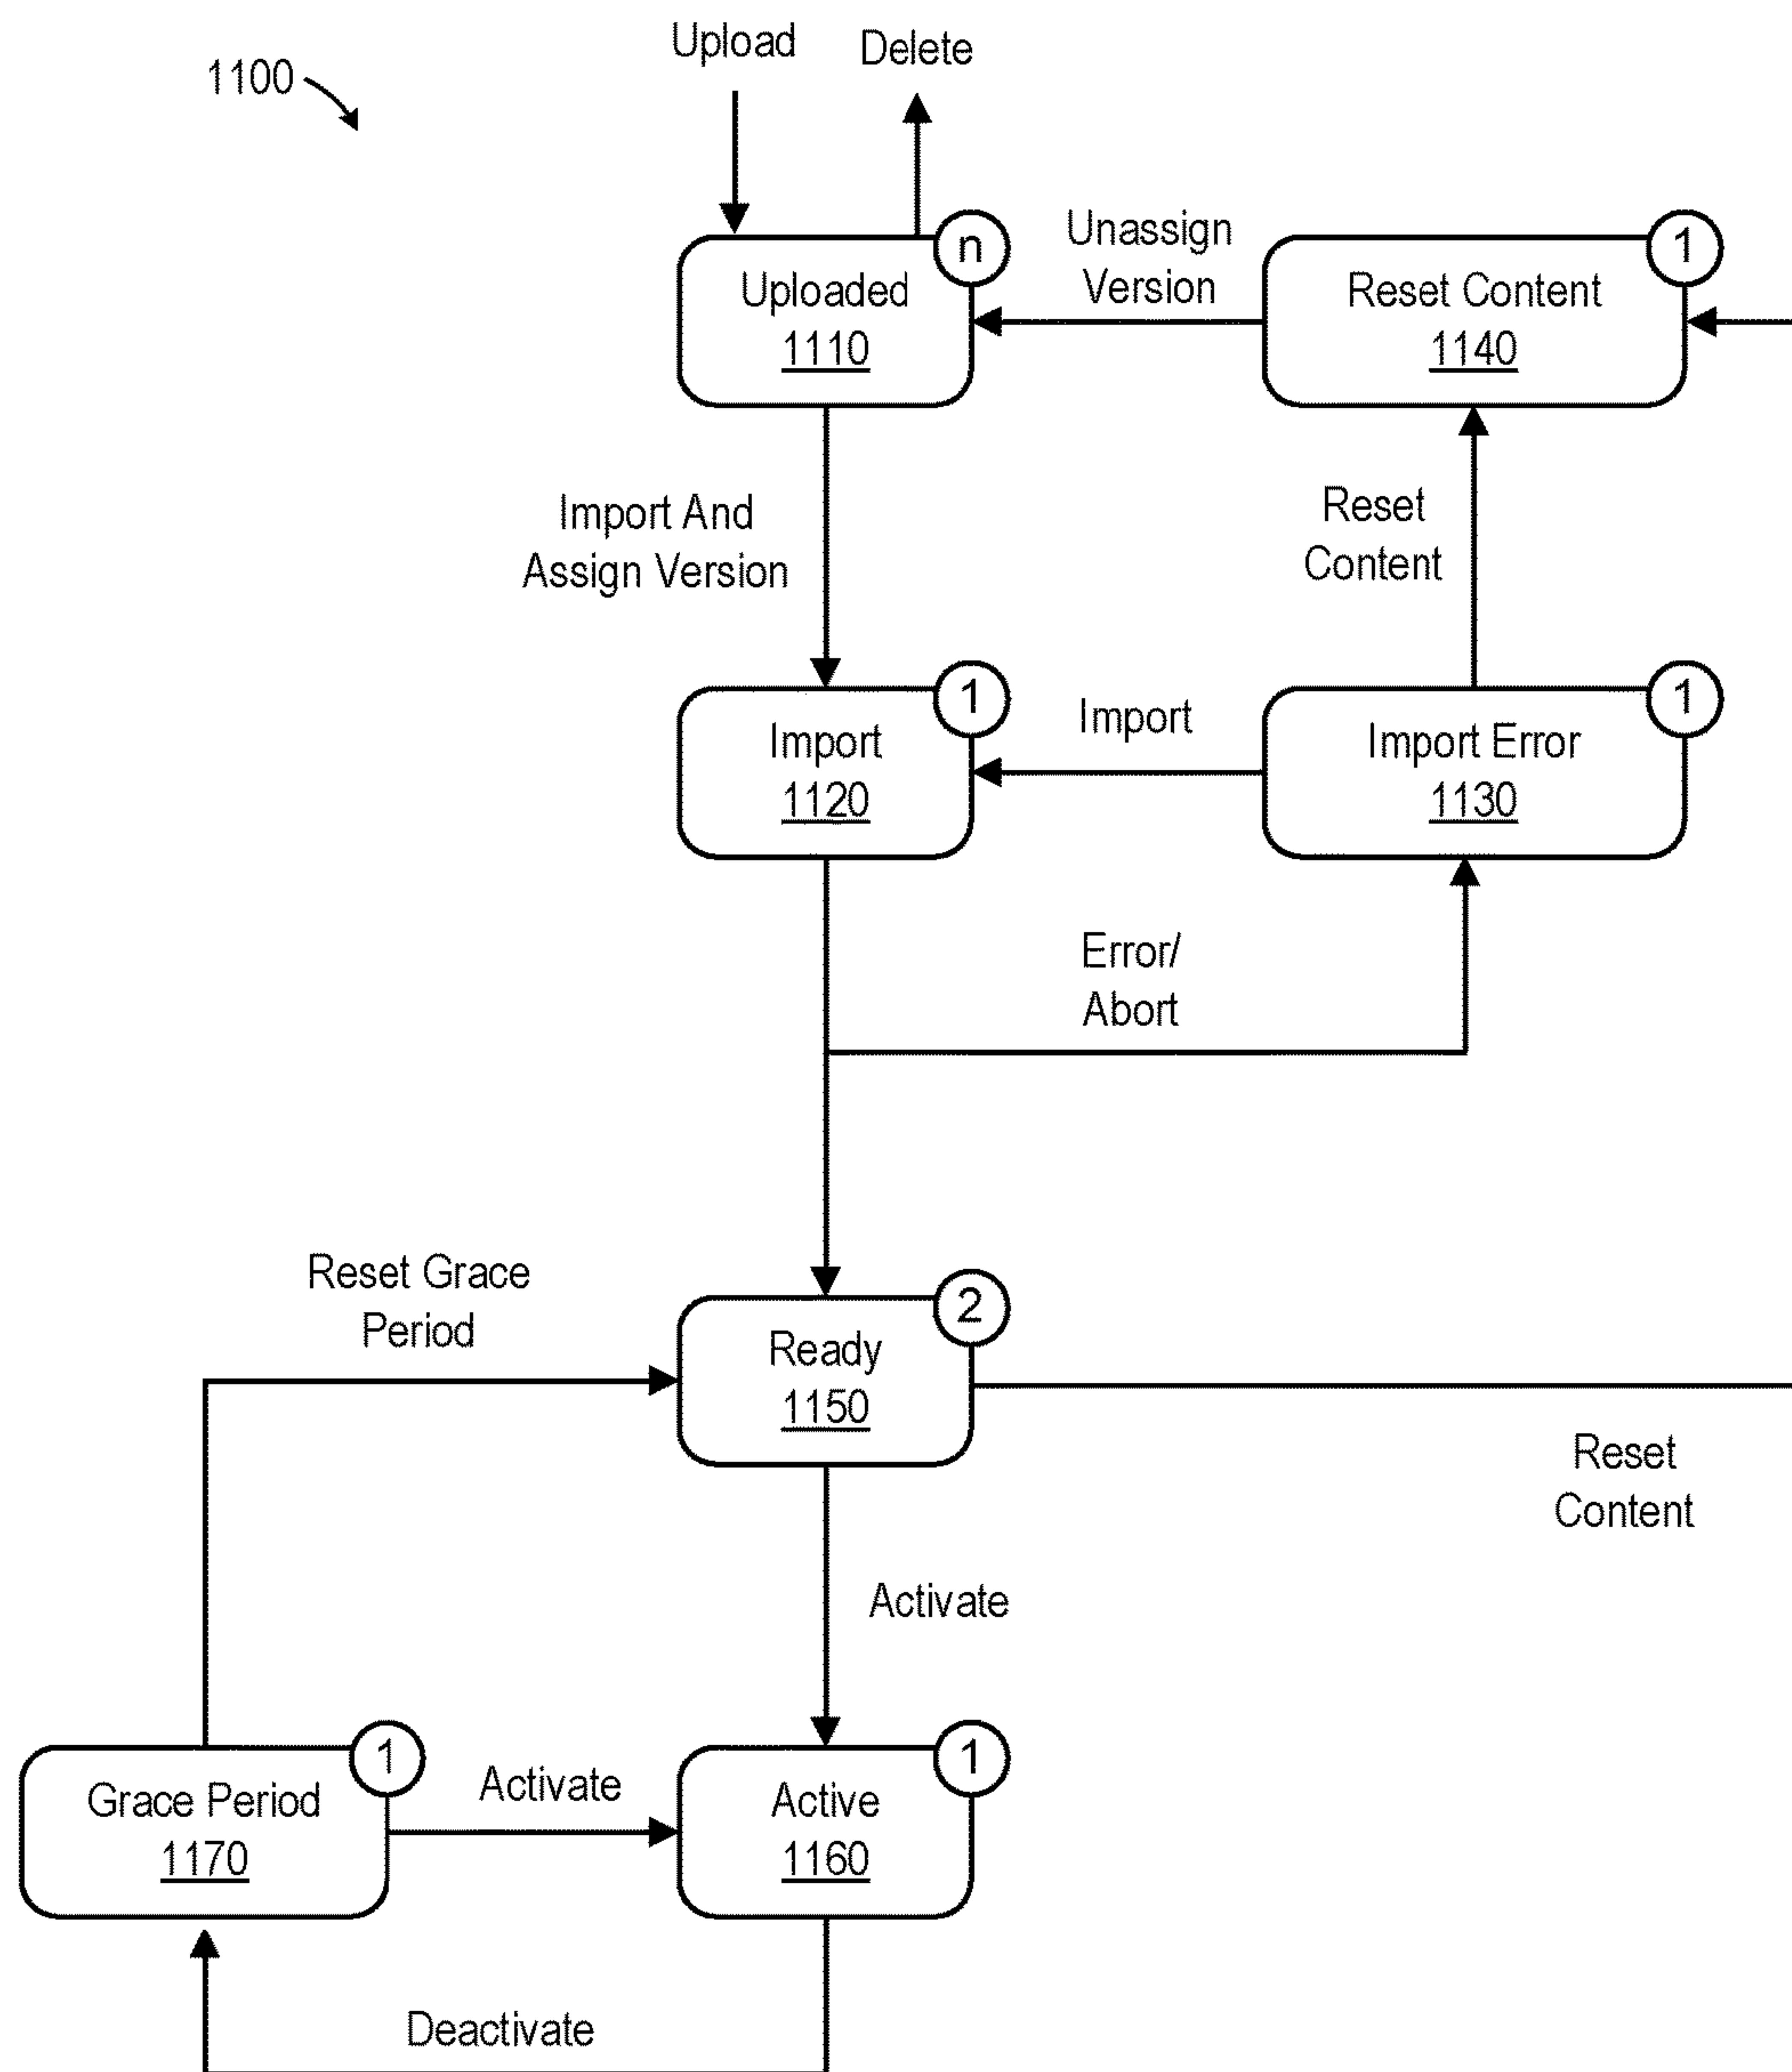 1100
Upload
Delete
n
Uploaded
1110
Unassign
Version
1
Reset Content
1140
Import And
Assign Version
Reset
Content
1
Import
1120
Import
1
Import Error
1130
Error/
Abort
Reset Grace
Period
2
Ready
1150
Reset
Content
Activate
1
Grace Period
1170
Activate
1
Active
1160
Deactivate